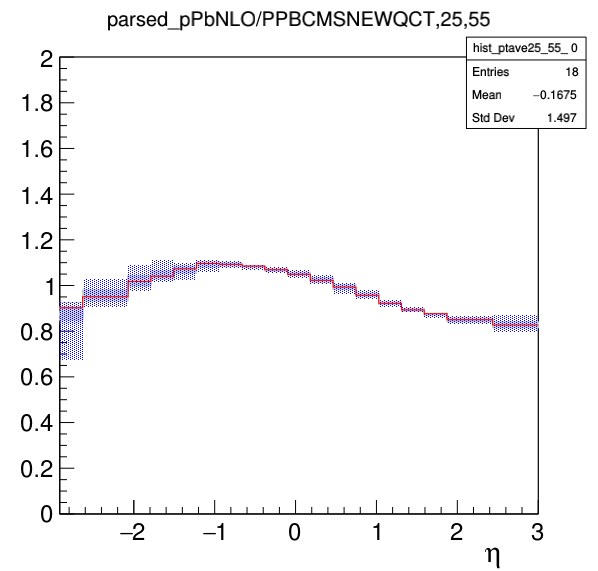 parsed_pPbNLO/PPBCMSNEWQCT,25,55
hist_ptave25_55_ 0
Entries 18
Mean −0.1675
Std Dev 1.497
2
1.8
1.6
1.4
1.2
1
0.8
0.6
0.4
0.2
0
−2 −1 0 1 2 3
η